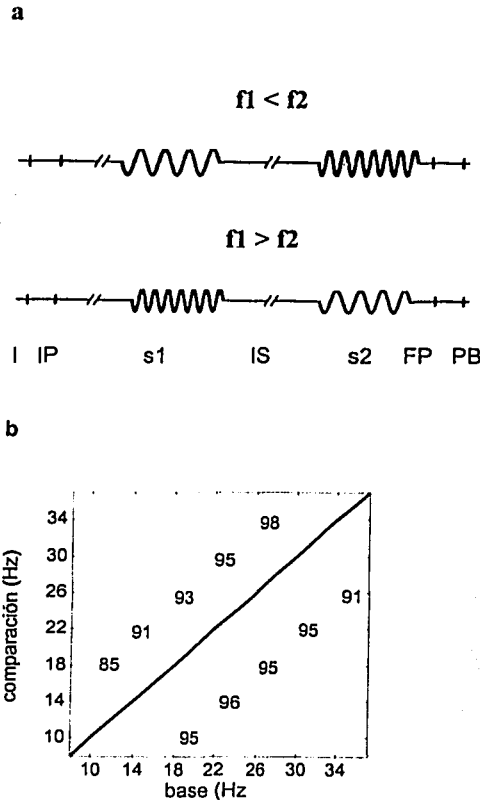 a
f1 < f2
f1 > f2
I IP s1 IS s2 FP PB
b
98
34
95
30
93
91
26
91
95
22
85
95
18
96
14
95
10
comparación (Hz)
10 14 18 22 26 30 34
base (Hz